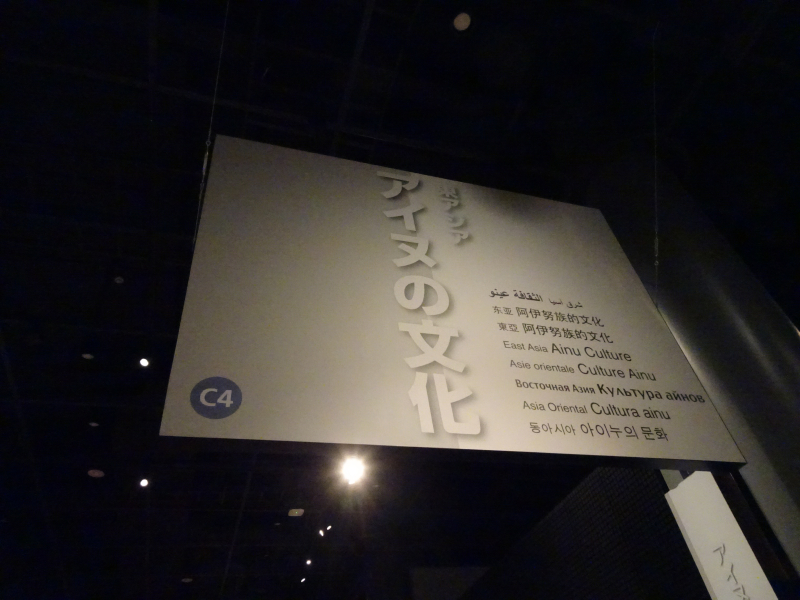 東アジア
アイヌの文化
شرق آسيا الثقافة عينو
东亚 阿伊努族的文化
東亞 阿伊努族的文化
East Asia Ainu Culture
Asie orientale Culture Ainu
Восточная Азия Культура айнов
Asia Oriental Cultura ainu
동아시아 아이누의 문화
C4
アイヌ